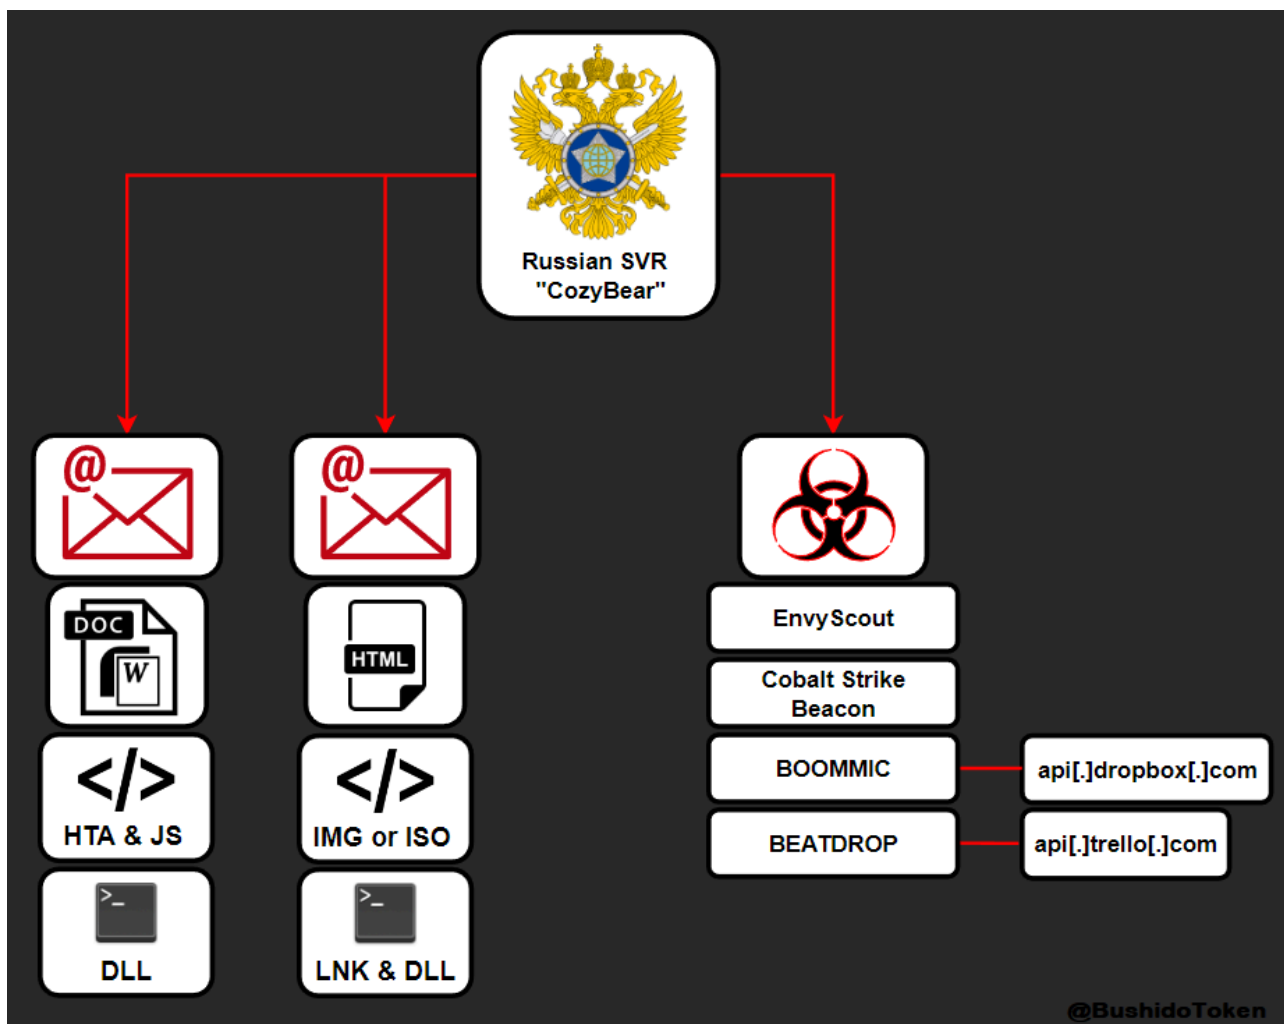 Russian SVR
"CozyBear"
@
@
DOC
W
HTML
</>
HTA & JS
</>
IMG or ISO
>_
DLL
>_
LNK & DLL
EnvyScout
Cobalt Strike
Beacon
BOOMMIC
api[.]dropbox[.]com
BEATDROP
api[.]trello[.]com
@BushidoToken